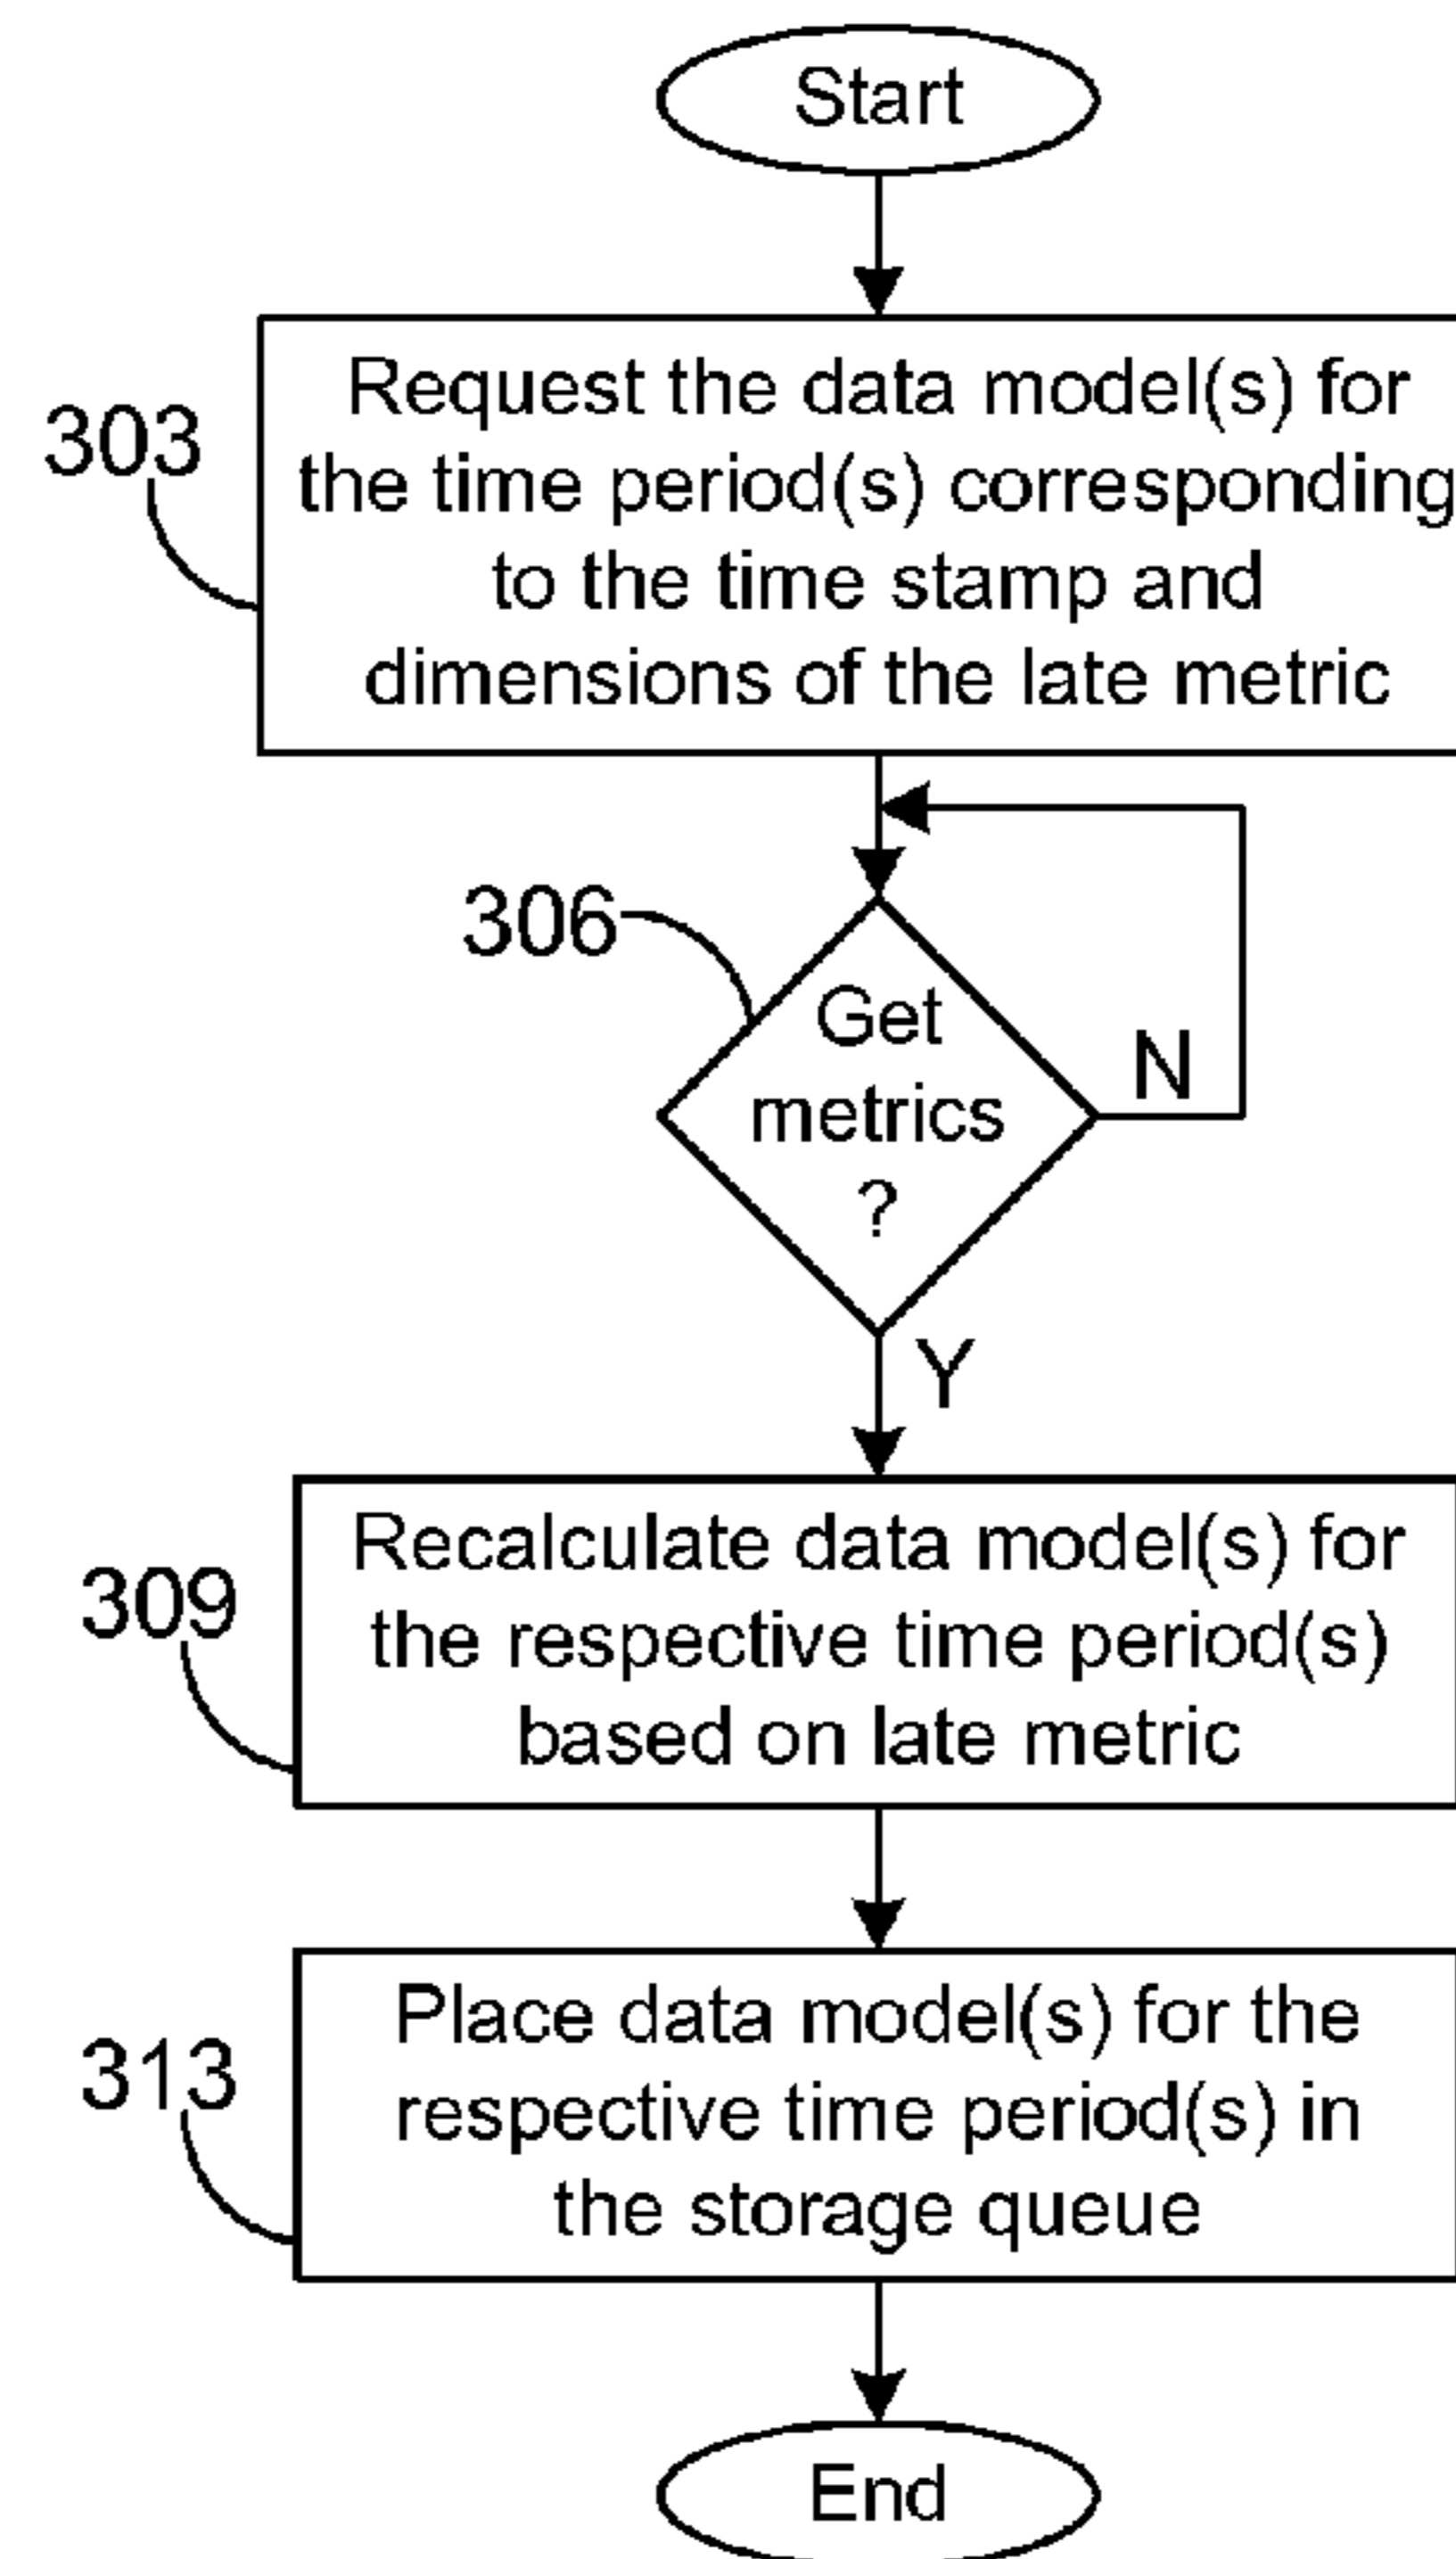 Start
303
Request the data model(s) for
the time period(s) corresponding
to the time stamp and
dimensions of the late metric
306
Get
metrics
?
N
Y
309
Recalculate data model(s) for
the respective time period(s)
based on late metric
313
Place data model(s) for the
respective time period(s) in
the storage queue
End